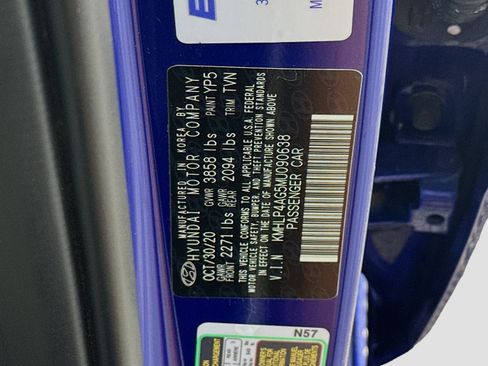 MANUFACTURED IN KOREA BY
HYUNDAI MOTOR COMPANY
OCT/30/20 GVWR 3858 lbs PAINT YP5
GAWR FRONT 2271 lbs GAWR REAR 2094 lbs TRIM TVN
THIS VEHICLE CONFORMS TO ALL APPLICABLE U.S.A. FEDERAL
MOTOR VEHICLE SAFETY, BUMPER, AND THEFT PREVENTION STANDARDS
IN EFFECT ON THE DATE OF MANUFACTURE SHOWN ABOVE
V.I.N KMHLP4AG5MU090638
PASSENGER CAR
N57